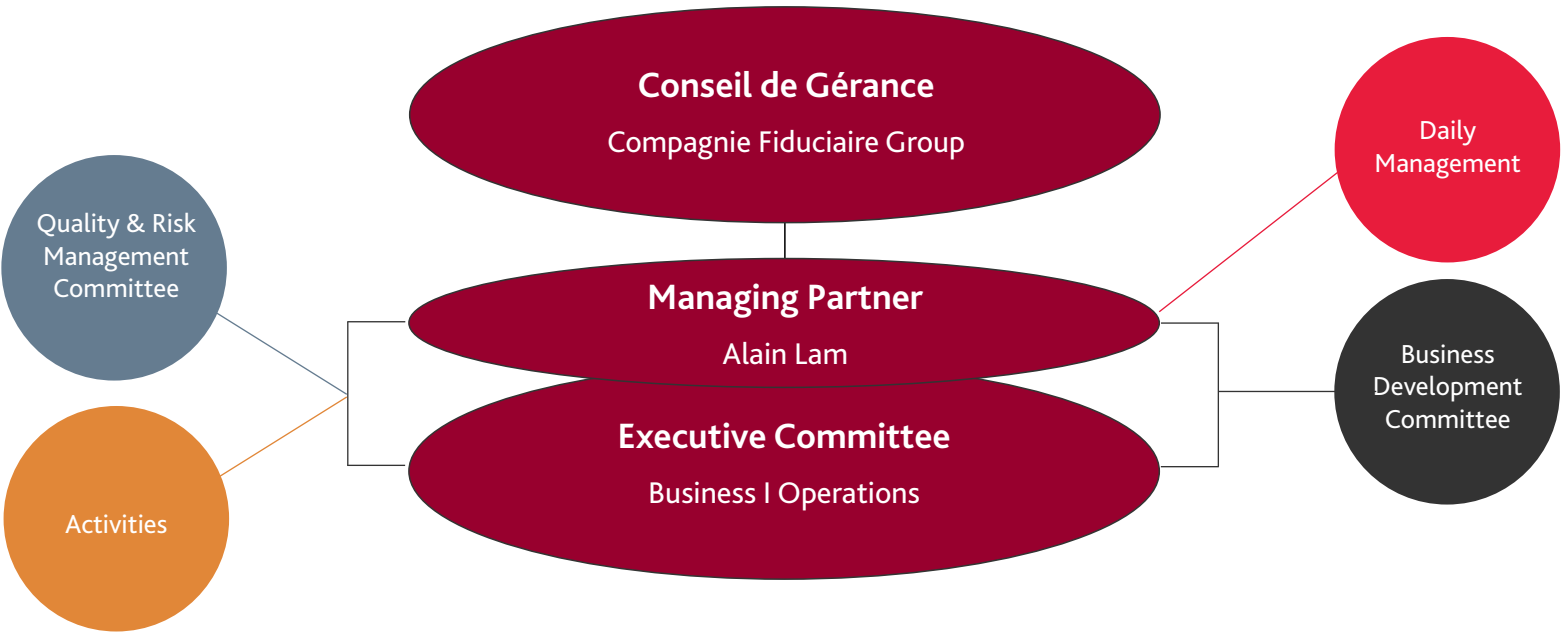 Conseil de Gérance
Compagnie Fiduciaire Group
Daily
Management
Quality & Risk
Management
Committee
Managing Partner
Alain Lam
Business
Development
Committee
Executive Committee
Business I Operations
Activities